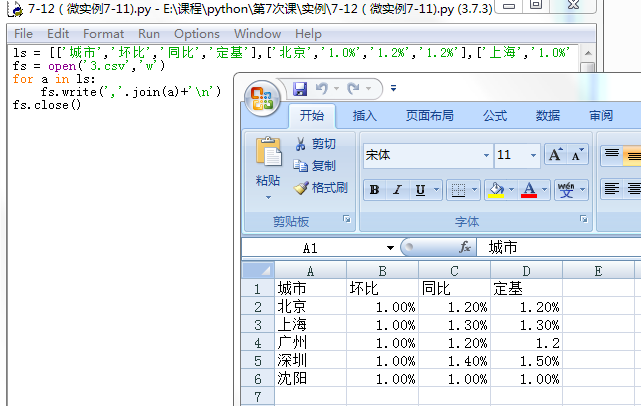 7-12 ( 微实例7-11).py - E:\课程\python\第7次课\实例\7-12 ( 微实例7-11).py (3.7.3)
File Edit Format Run Options Window Help
ls = [['城市','坏比','同比','定基'],['北京','1.0%','1.2%','1.2%'],['上海','1.0%'
fs = open('3.csv','w')
for a in ls:
fs.write(','.join(a)+'\n')
fs.close()
开始 插入 页面布局 公式 数据 审阅
粘贴 剪切 复制 格式刷
宋体 11
B I U A wén 文
剪贴板 字体
A1 fx 城市
A B C D E
1 城市 坏比 同比 定基
2 北京 1.00% 1.20% 1.20%
3 上海 1.00% 1.30% 1.30%
4 广州 1.00% 1.20% 1.2
5 深圳 1.00% 1.40% 1.50%
6 沈阳 1.00% 1.00% 1.00%
7